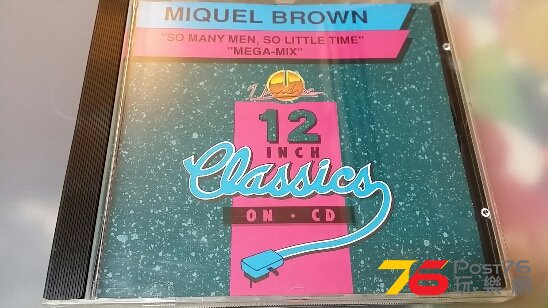 MIQUEL BROWN
"SO MANY MEN, SO LITTLE TIME"
"MEGA-MIX"
Unidisc
12
INCH
Classics
ON • CD
76 Post76
玩樂網